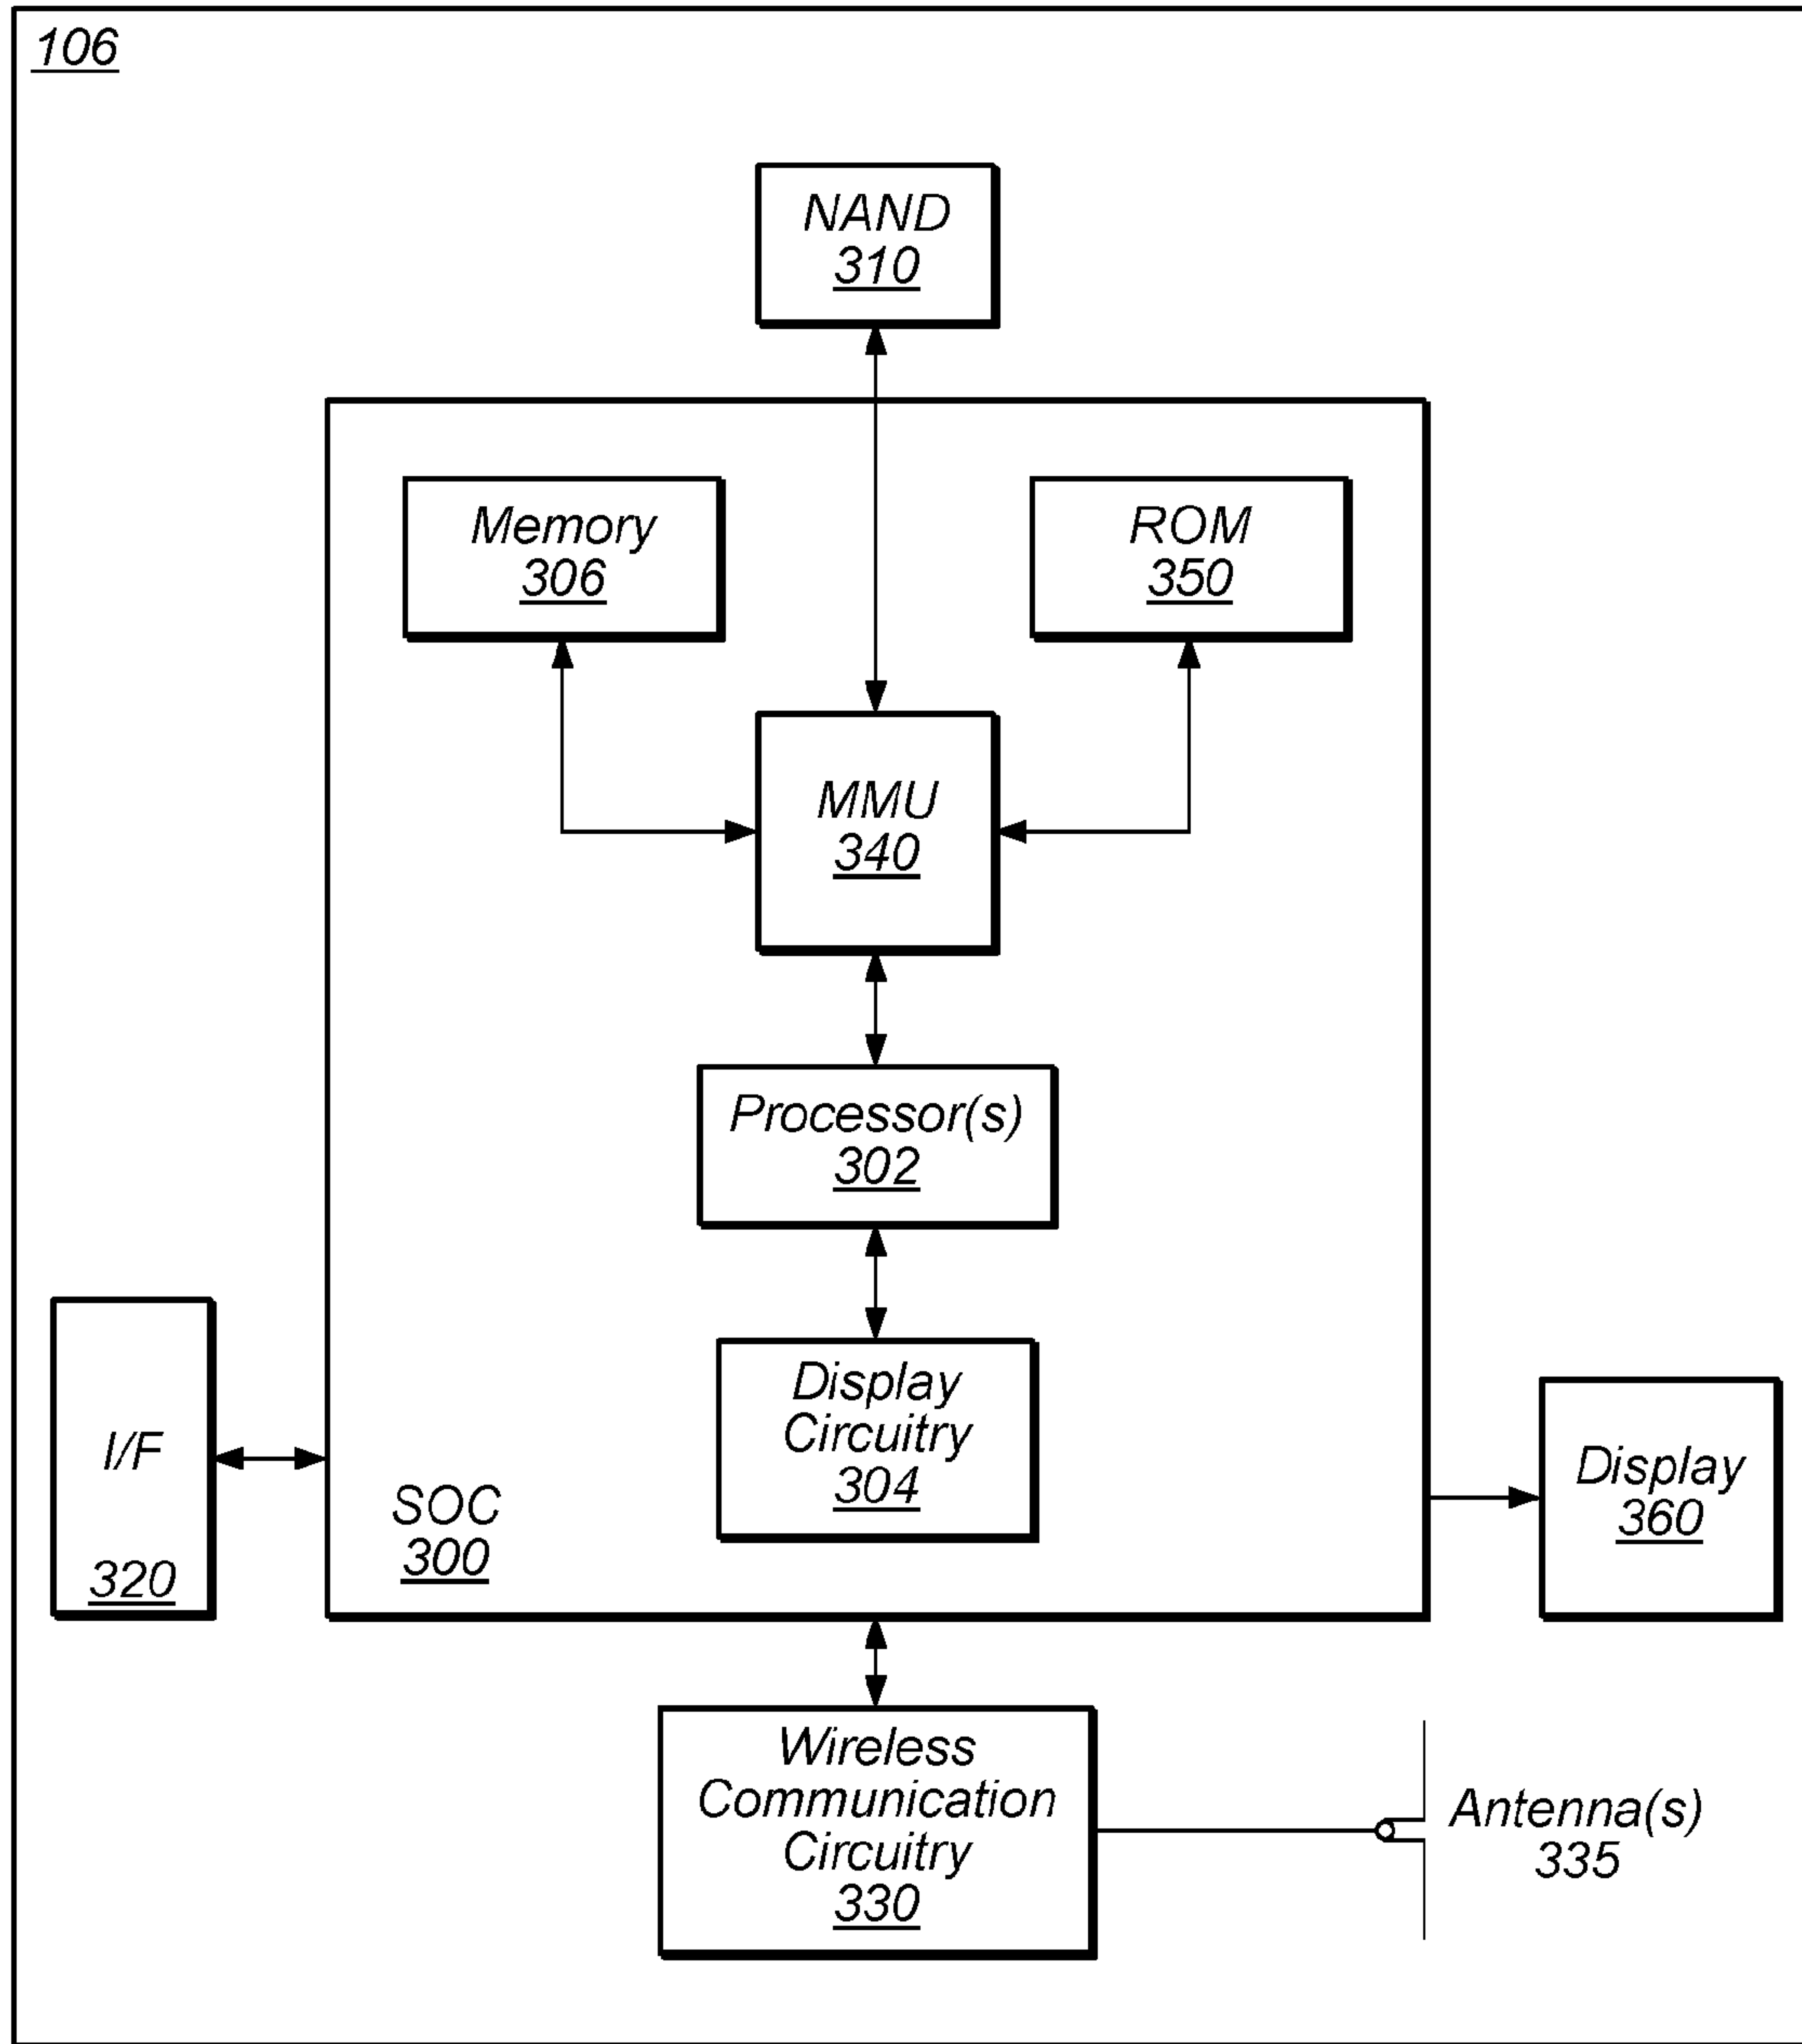 106
NAND
310
Memory
306
ROM
350
MMU
340
Processor(s)
302
Display
Circuitry
304
I/F
320
SOC
300
Display
360
Wireless
Communication
Circuitry
330
Antenna(s)
335